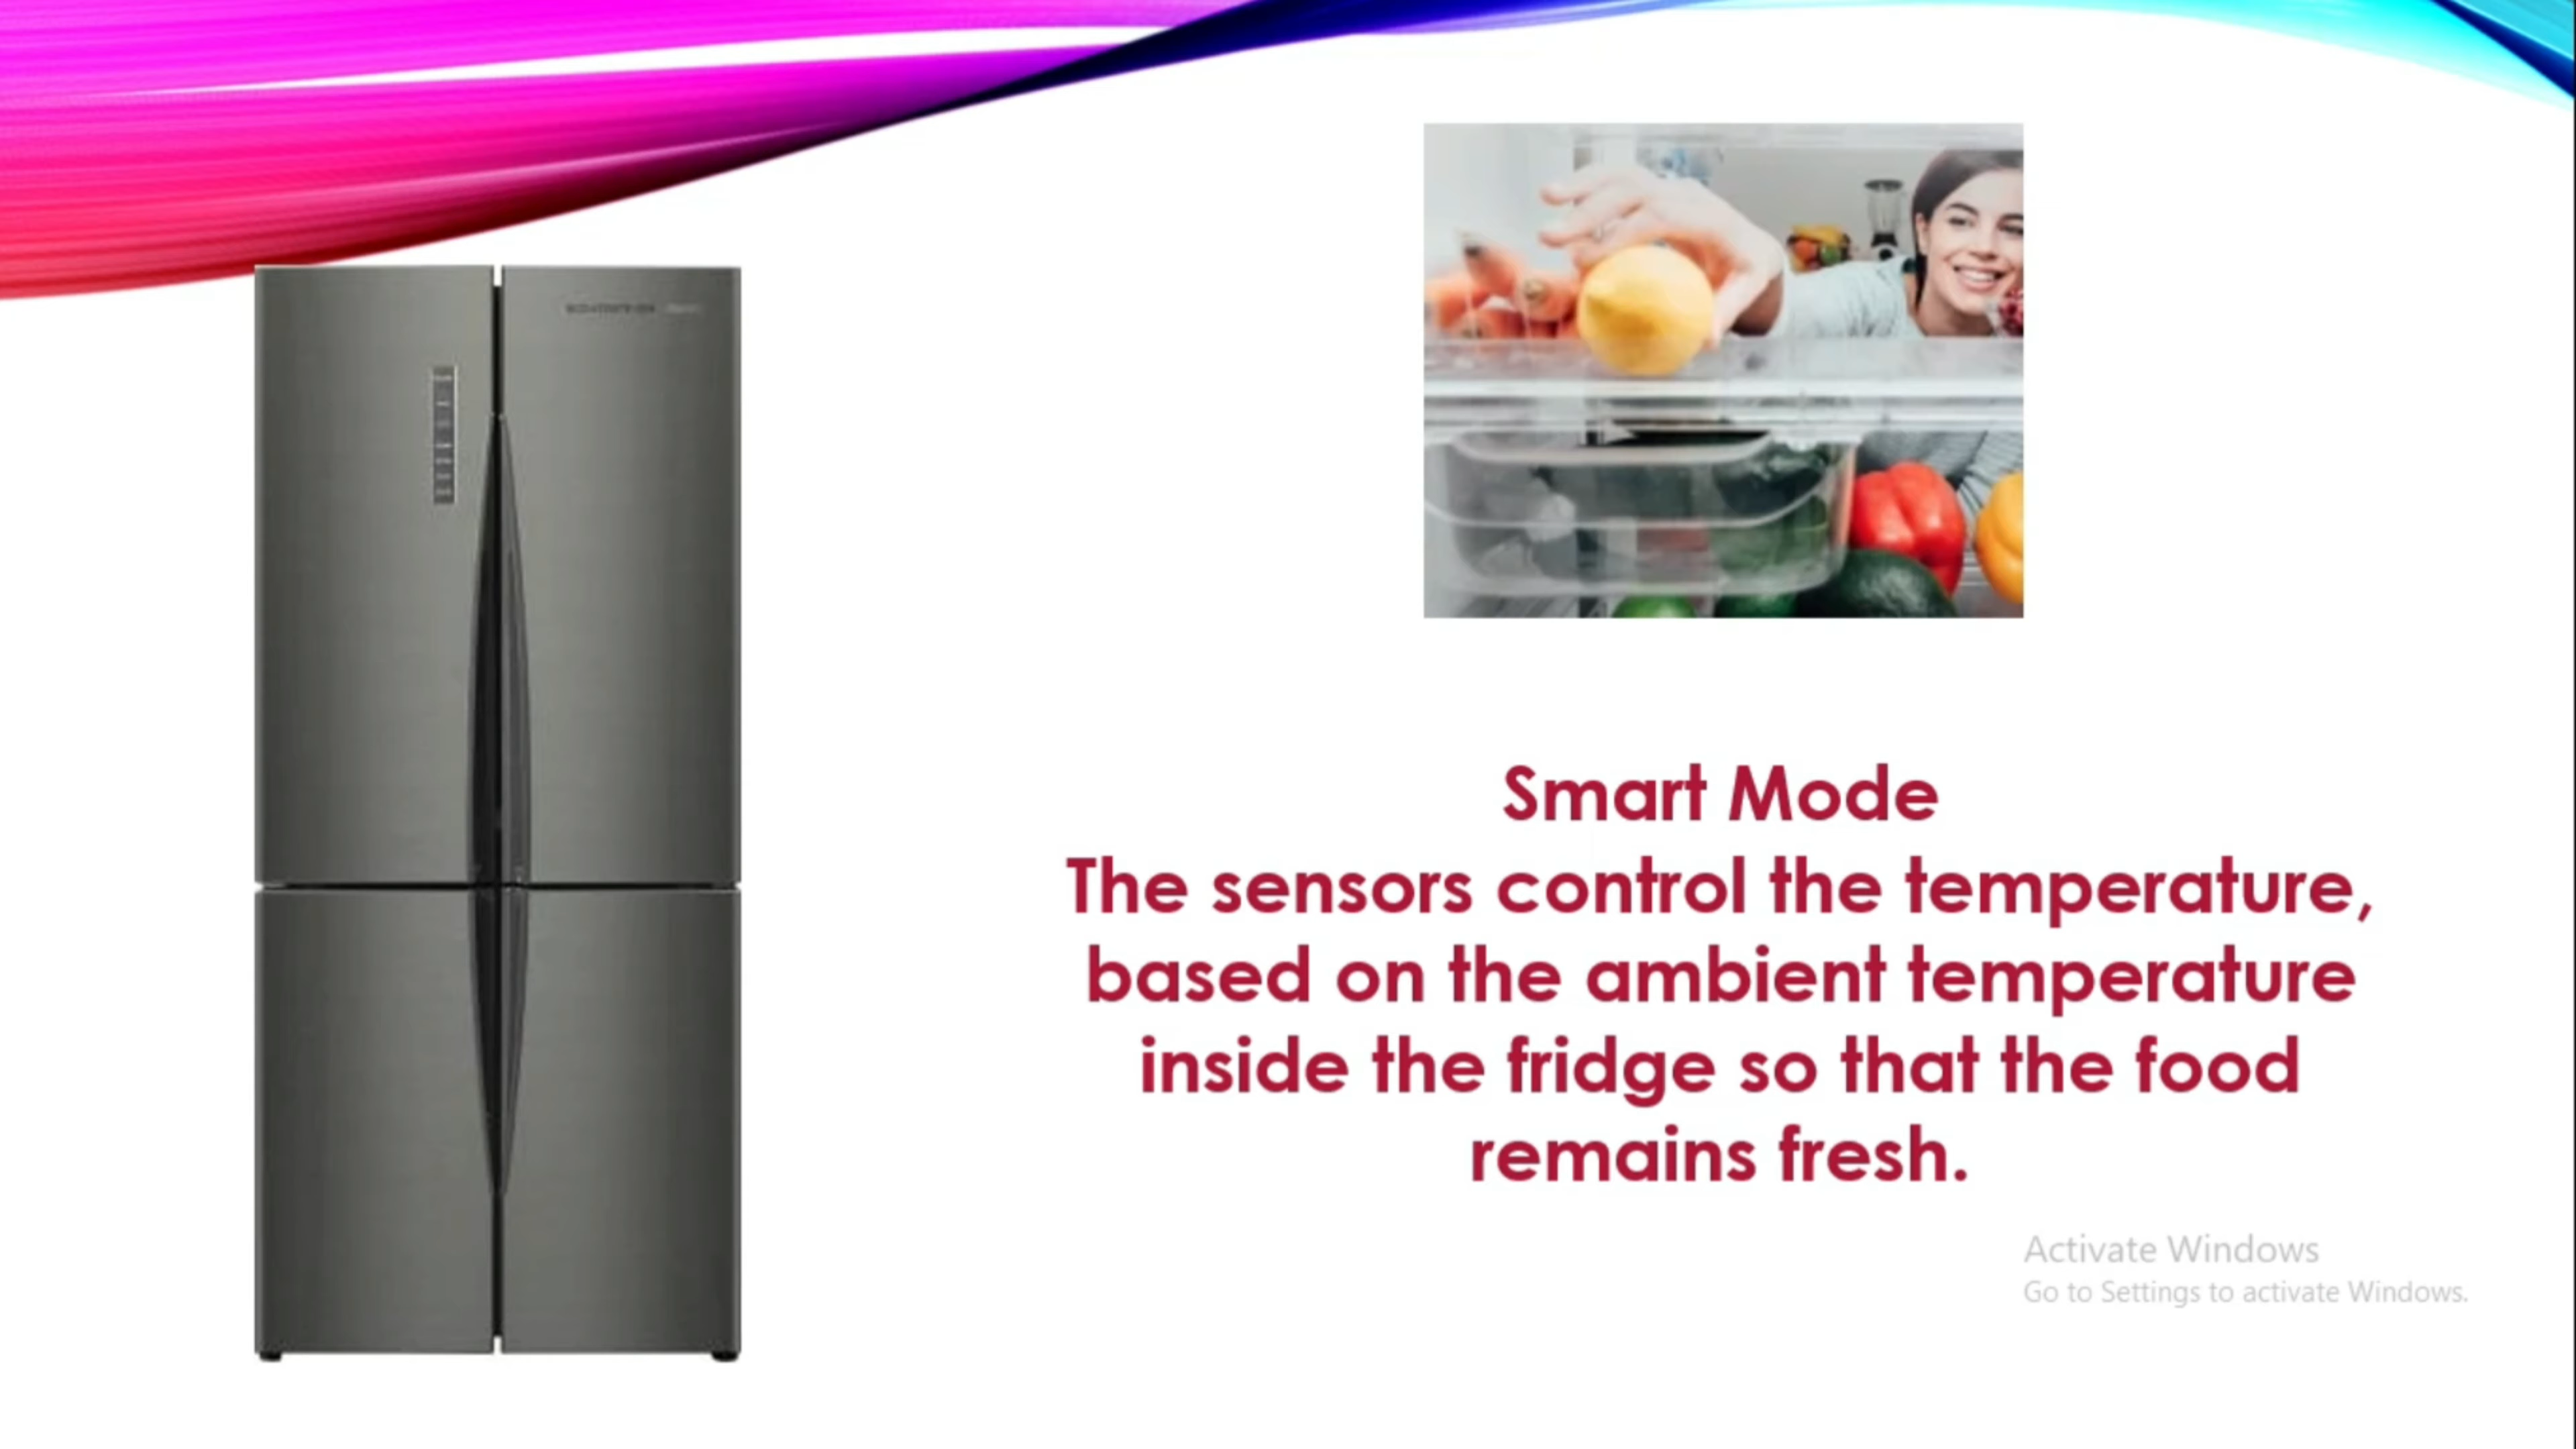 Smart Mode
The sensors control the temperature,
based on the ambient temperature
inside the fridge so that the food
remains fresh.
Activate Windows
Go to Settings to activate Windows.